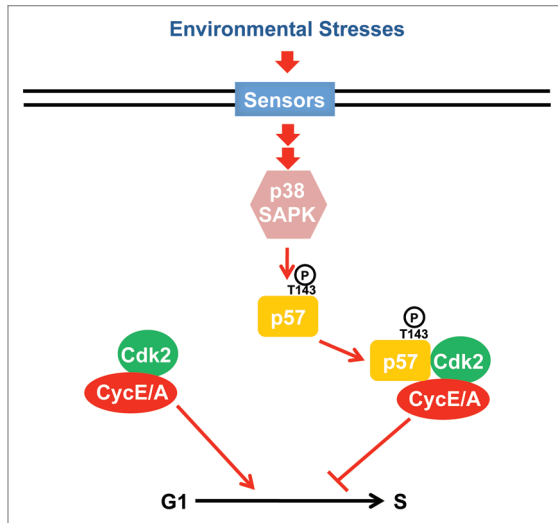 Environmental Stresses
Sensors
p38
SAPK
P
T143
p57
P
T143
p57
Cdk2
CycE/A
Cdk2
CycE/A
G1
S